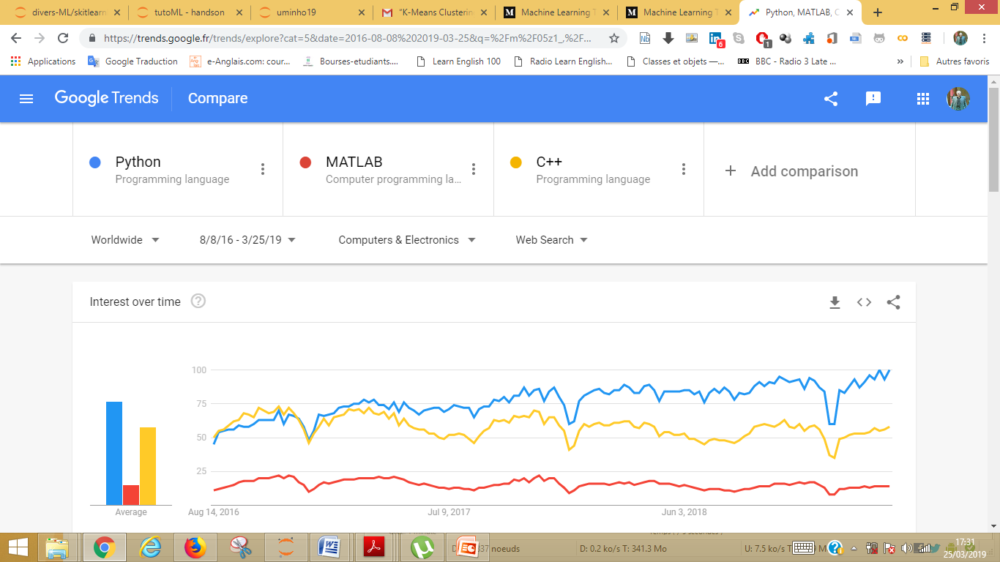 divers-ML/skitlearn
tutoML - handson
uminho19
"K-Means Clustering
Machine Learning T
Machine Learning T
Python, MATLAB, C
https://trends.google.fr/trends/explore?cat=5&date=2016-08-08%202019-03-25&q=%2Fm%2F05z1_,%2F...
6
1
Applications
Google Traduction
e-Anglais.com: cour...
Bourses-etudiants....
Learn English 100
Radio Learn English...
Classes et objets —...
BBC - Radio 3 Late ...
»
Autres favoris
Google Trends
Compare
Python
Programming language
MATLAB
Computer programming la...
C++
Programming language
+ Add comparison
Worldwide
8/8/16 - 3/25/19
Computers & Electronics
Web Search
Interest over time
100
75
50
25
Average
Aug 14, 2016
Jul 9, 2017
Jun 3, 2018
noeuds
D: 0.2 ko/s T: 341.3 Mo
U: 7.5 ko/s
17:31
25/03/2019